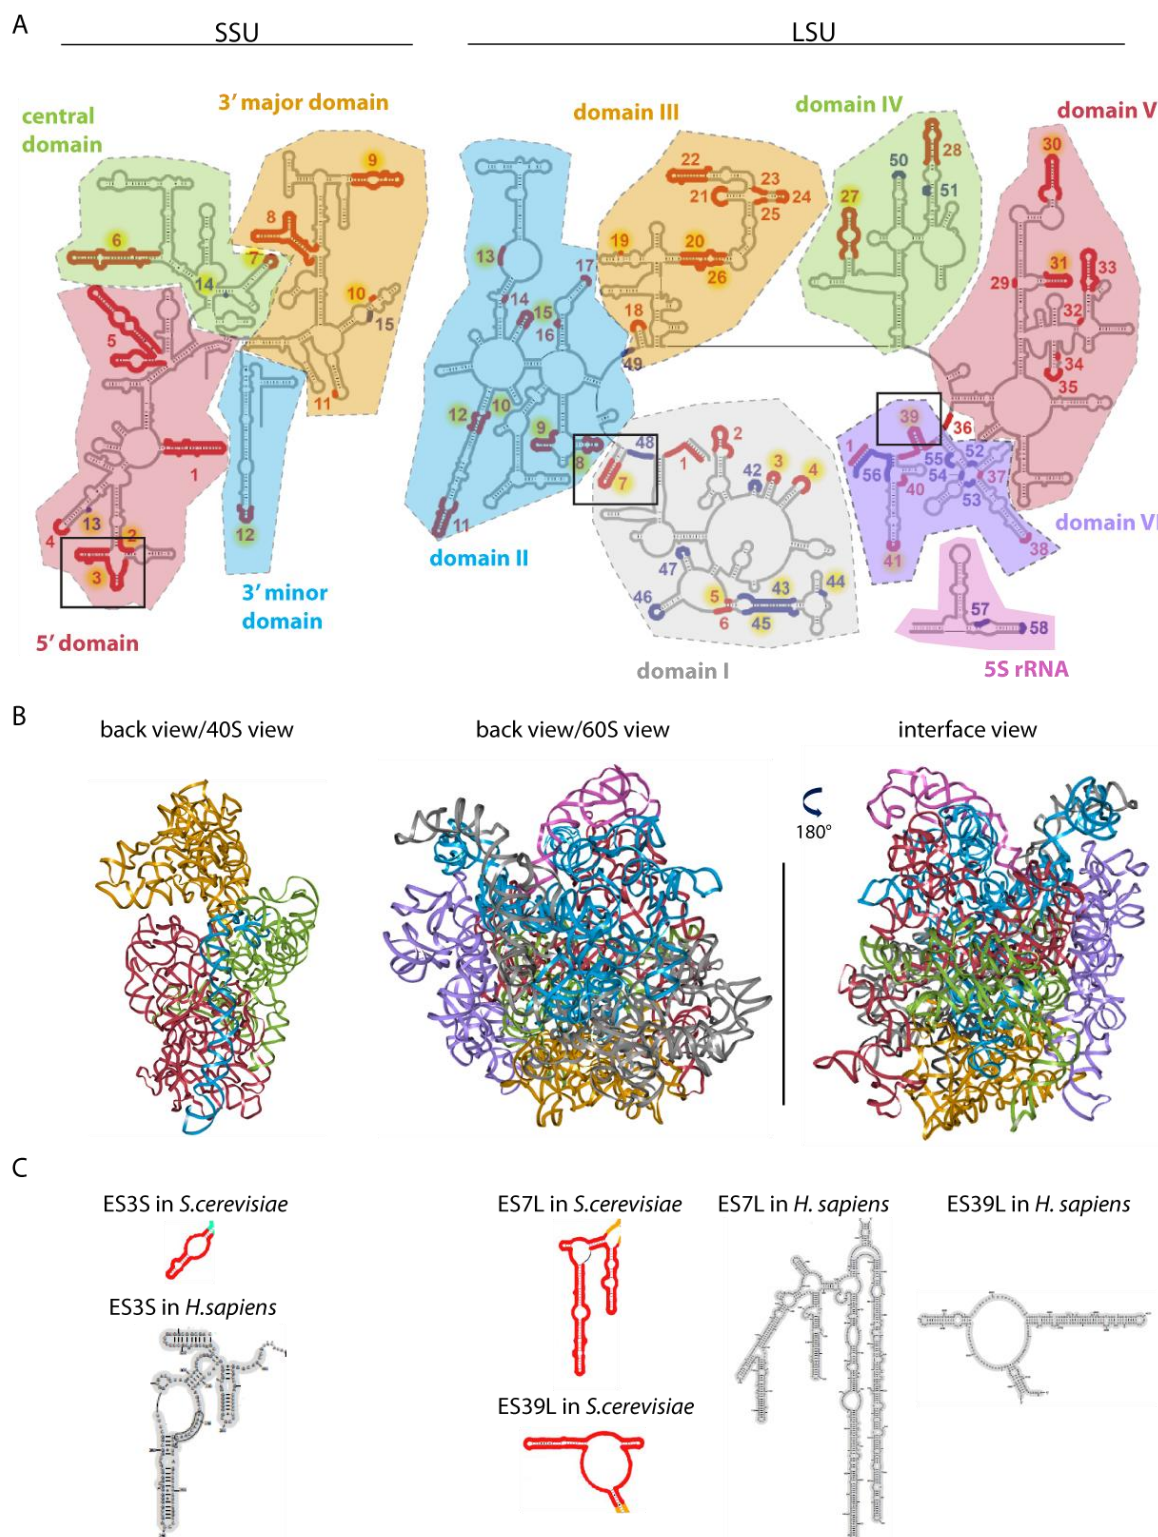 A
SSU
LSU
central
domain
3′ major domain
domain III
domain IV
domain V
9
8
6
7
14
10
15
11
5
1
13
4
2
3
12
5′ domain
3′ minor
domain
13
17
14
15
16
12
10
9
8
11
domain II
22
23
21
24
25
19
20
26
18
49
50
28
51
27
30
31
33
29
32
34
35
36
48
2
1
7
42
3
4
47
46
5
6
43
44
45
domain I
39
1
56
55
52
54
37
53
40
41
38
domain VI
57
58
5S rRNA
B
back view/40S view
back view/60S view
interface view
180°
C
ES3S in S.cerevisiae
ES3S in H.sapiens
ES7L in S.cerevisiae
ES39L in S.cerevisiae
ES7L in H. sapiens
ES39L in H. sapiens